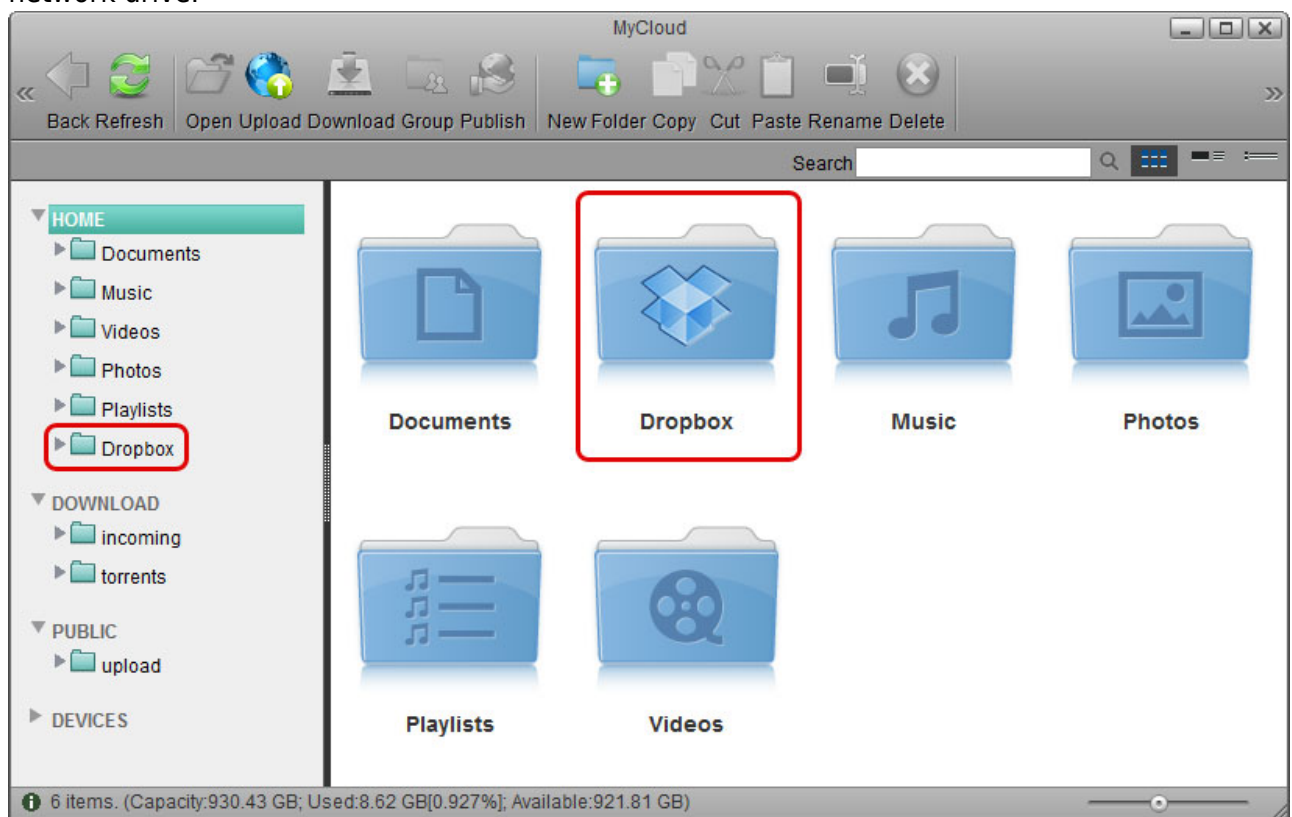 MyCloud
Back Refresh Open Upload Download Group Publish New Folder Copy Cut Paste Rename Delete
Search
HOME
Documents
Music
Videos
Photos
Playlists
Dropbox
DOWNLOAD
incoming
torrents
PUBLIC
upload
DEVICES
Documents Dropbox Music Photos
Playlists Videos
6 items. (Capacity:930.43 GB; Used:8.62 GB[0.927%]; Available:921.81 GB)